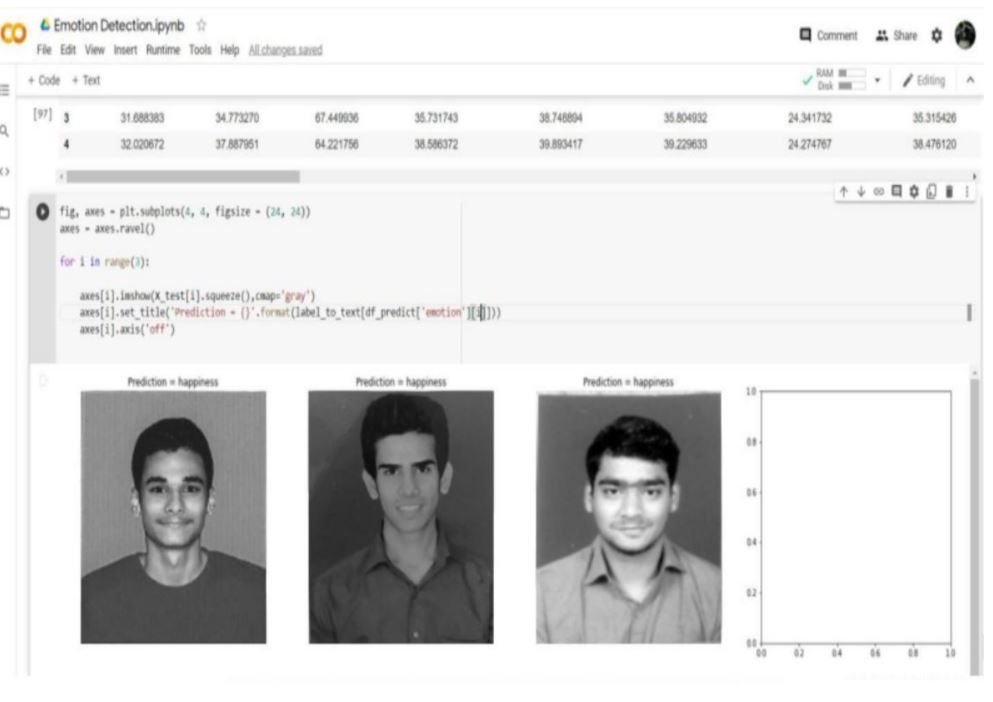 CO Emotion Detection.ipynb
File Edit View Insert Runtime Tools Help All changes saved
Comment Share
+ Code + Text
RAM
Disk
Editing
[97] 3 31.688383 34.773270 67.449936 35.731743 38.748894 35.804932 24.341732 35.315426
4 32.020672 37.887951 64.221756 38.586372 39.893417 39.229633 24.274767 38.476120
fig, axes = plt.subplots(4, 4, figsize = (24, 24))
axes = axes.ravel()
for i in range(3):
axes[i].imshow(X_test[i].squeeze(),cmap='gray')
axes[i].set_title('Prediction = {}'.format(label_to_text[df_predict['emotion'][i]]))
axes[i].axis('off')
Prediction = happiness Prediction = happiness Prediction = happiness
1.0
0.8
0.6
0.4
0.2
0.0
0.0 0.2 0.4 0.6 0.8 1.0